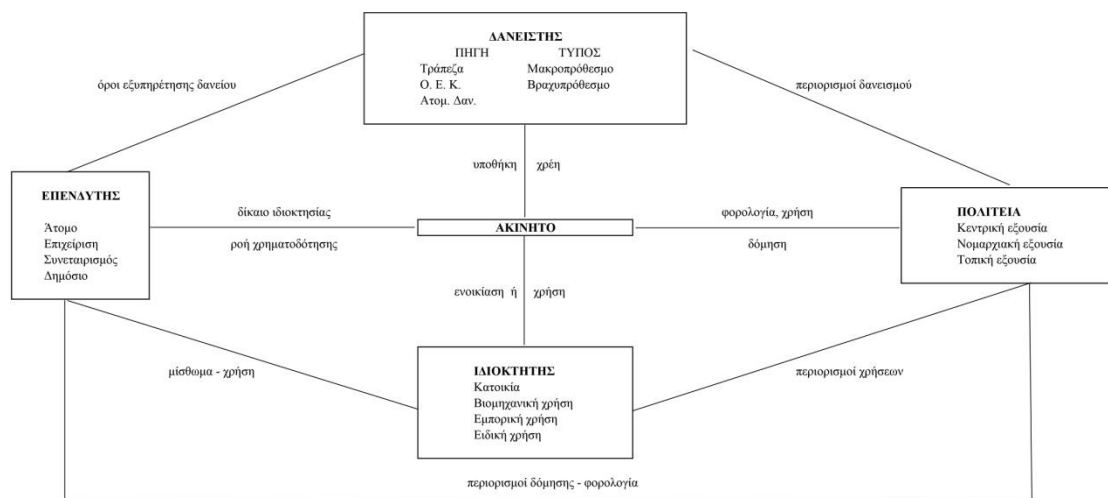 ΔΑΝΕΙΣΤΗΣ
ΠΗΓΗ ΤΥΠΟΣ
Τράπεζα Μακροπρόθεσμο
Ο. Ε. Κ. Βραχυπρόθεσμο
Ατομ. Δαν.
όροι εξυπηρέτησης δανείου
περιορισμοί δανεισμού
υποθήκη χρέη
ΕΠΕΝΔΥΤΗΣ
Άτομο
Επιχείριση
Συνεταιρισμός
Δημόσιο
δίκαιο ιδιοκτησίας
ροή χρηματοδότησης
ΑΚΙΝΗΤΟ
φορολογία, χρήση
δόμηση
ΠΟΛΙΤΕΙΑ
Κεντρική εξουσία
Νομαρχιακή εξουσία
Τοπική εξουσία
ενοικίαση ή χρήση
μίσθωμα - χρήση
ΙΔΙΟΚΤΗΤΗΣ
Κατοικία
Βιομηχανική χρήση
Εμπορική χρήση
Ειδική χρήση
περιορισμοί χρήσεων
περιορισμοί δόμησης - φορολογία